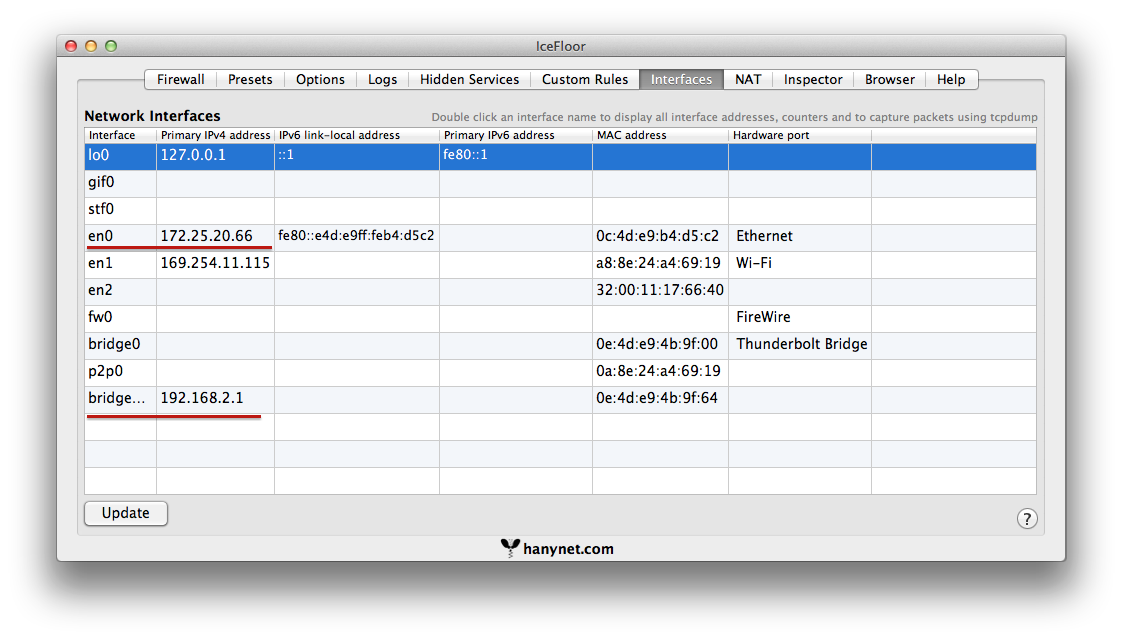 IceFloor
Firewall Presets Options Logs Hidden Services Custom Rules Interfaces NAT Inspector Browser Help
Network Interfaces Double click an interface name to display all interface addresses, counters and to capture packets using tcpdump
Interface Primary IPv4 address IPv6 link-local address Primary IPv6 address MAC address Hardware port
lo0 127.0.0.1 ::1 fe80::1
gif0
stf0
en0 172.25.20.66 fe80::e4d:e9ff:feb4:d5c2 0c:4d:e9:b4:d5:c2 Ethernet
en1 169.254.11.115 a8:8e:24:a4:69:19 Wi-Fi
en2 32:00:11:17:66:40
fw0 FireWire
bridge0 0e:4d:e9:4b:9f:00 Thunderbolt Bridge
p2p0 0a:8e:24:a4:69:19
bridge... 192.168.2.1 0e:4d:e9:4b:9f:64
Update ?
hanynet.com